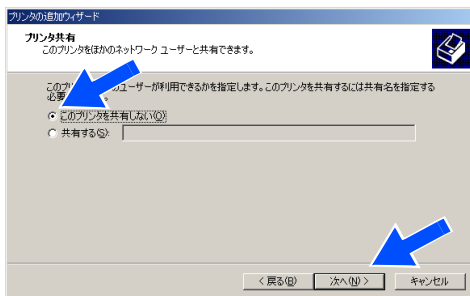 プリンタの追加ウィザード
プリンタ共有
このプリンタをほかのネットワーク ユーザーと共有できます。
このプリ ユーザーが利用できるかを指定します。このプリンタを共有するには共有名を指定する
必要 。
このプリンタを共有しない(O)
共有する(S):
< 戻る(B)
次へ(N) >
キャンセル